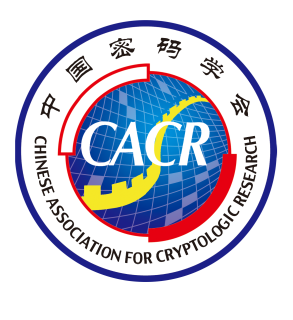 中国密码学会
CACR
CHINESE ASSOCIATION FOR CRYPTOLOGIC RESEARCH